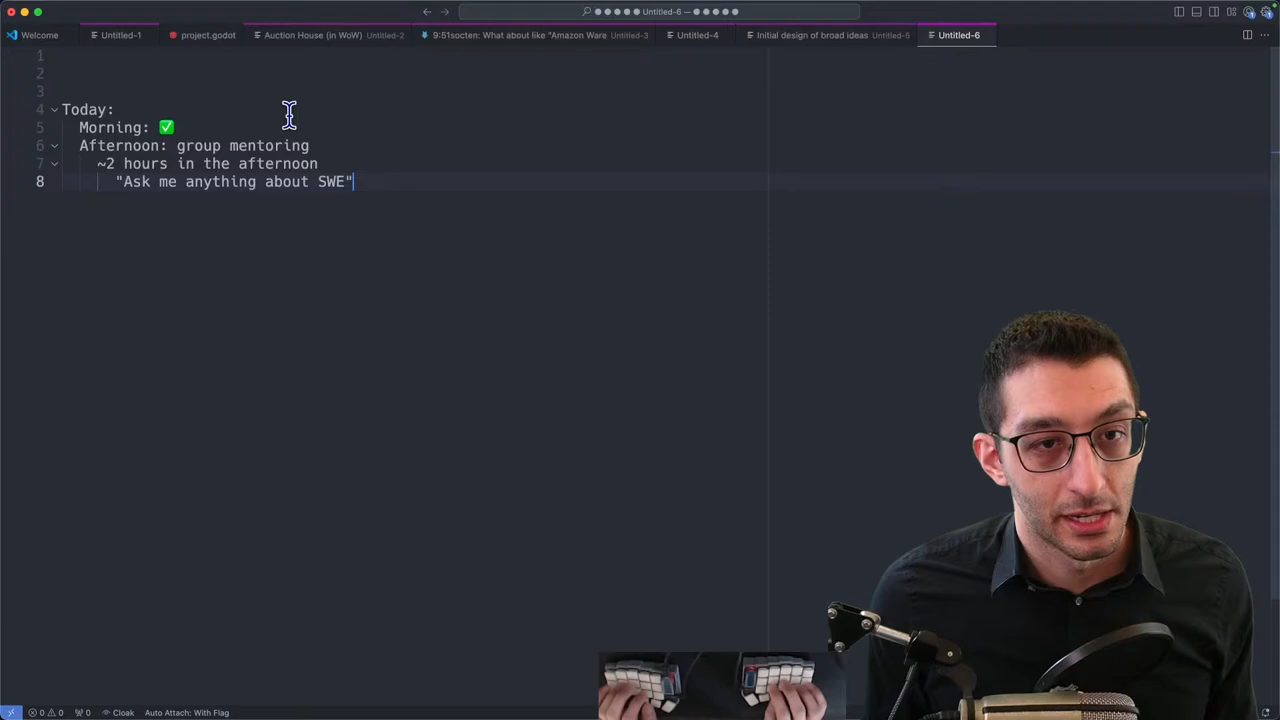 Untitled-6 —
Welcome
Untitled-1
project.godot
Auction House (in WoW) Untitled-2
9:51socten: What about like "Amazon Ware Untitled-3
Untitled-4
Initial design of broad ideas Untitled-5
Untitled-6
1
2
3
4 Today:
5 Morning: ✅
6 Afternoon: group mentoring
7 ~2 hours in the afternoon
8 "Ask me anything about SWE"
0 0 0 Cloak Auto Attach: With Flag